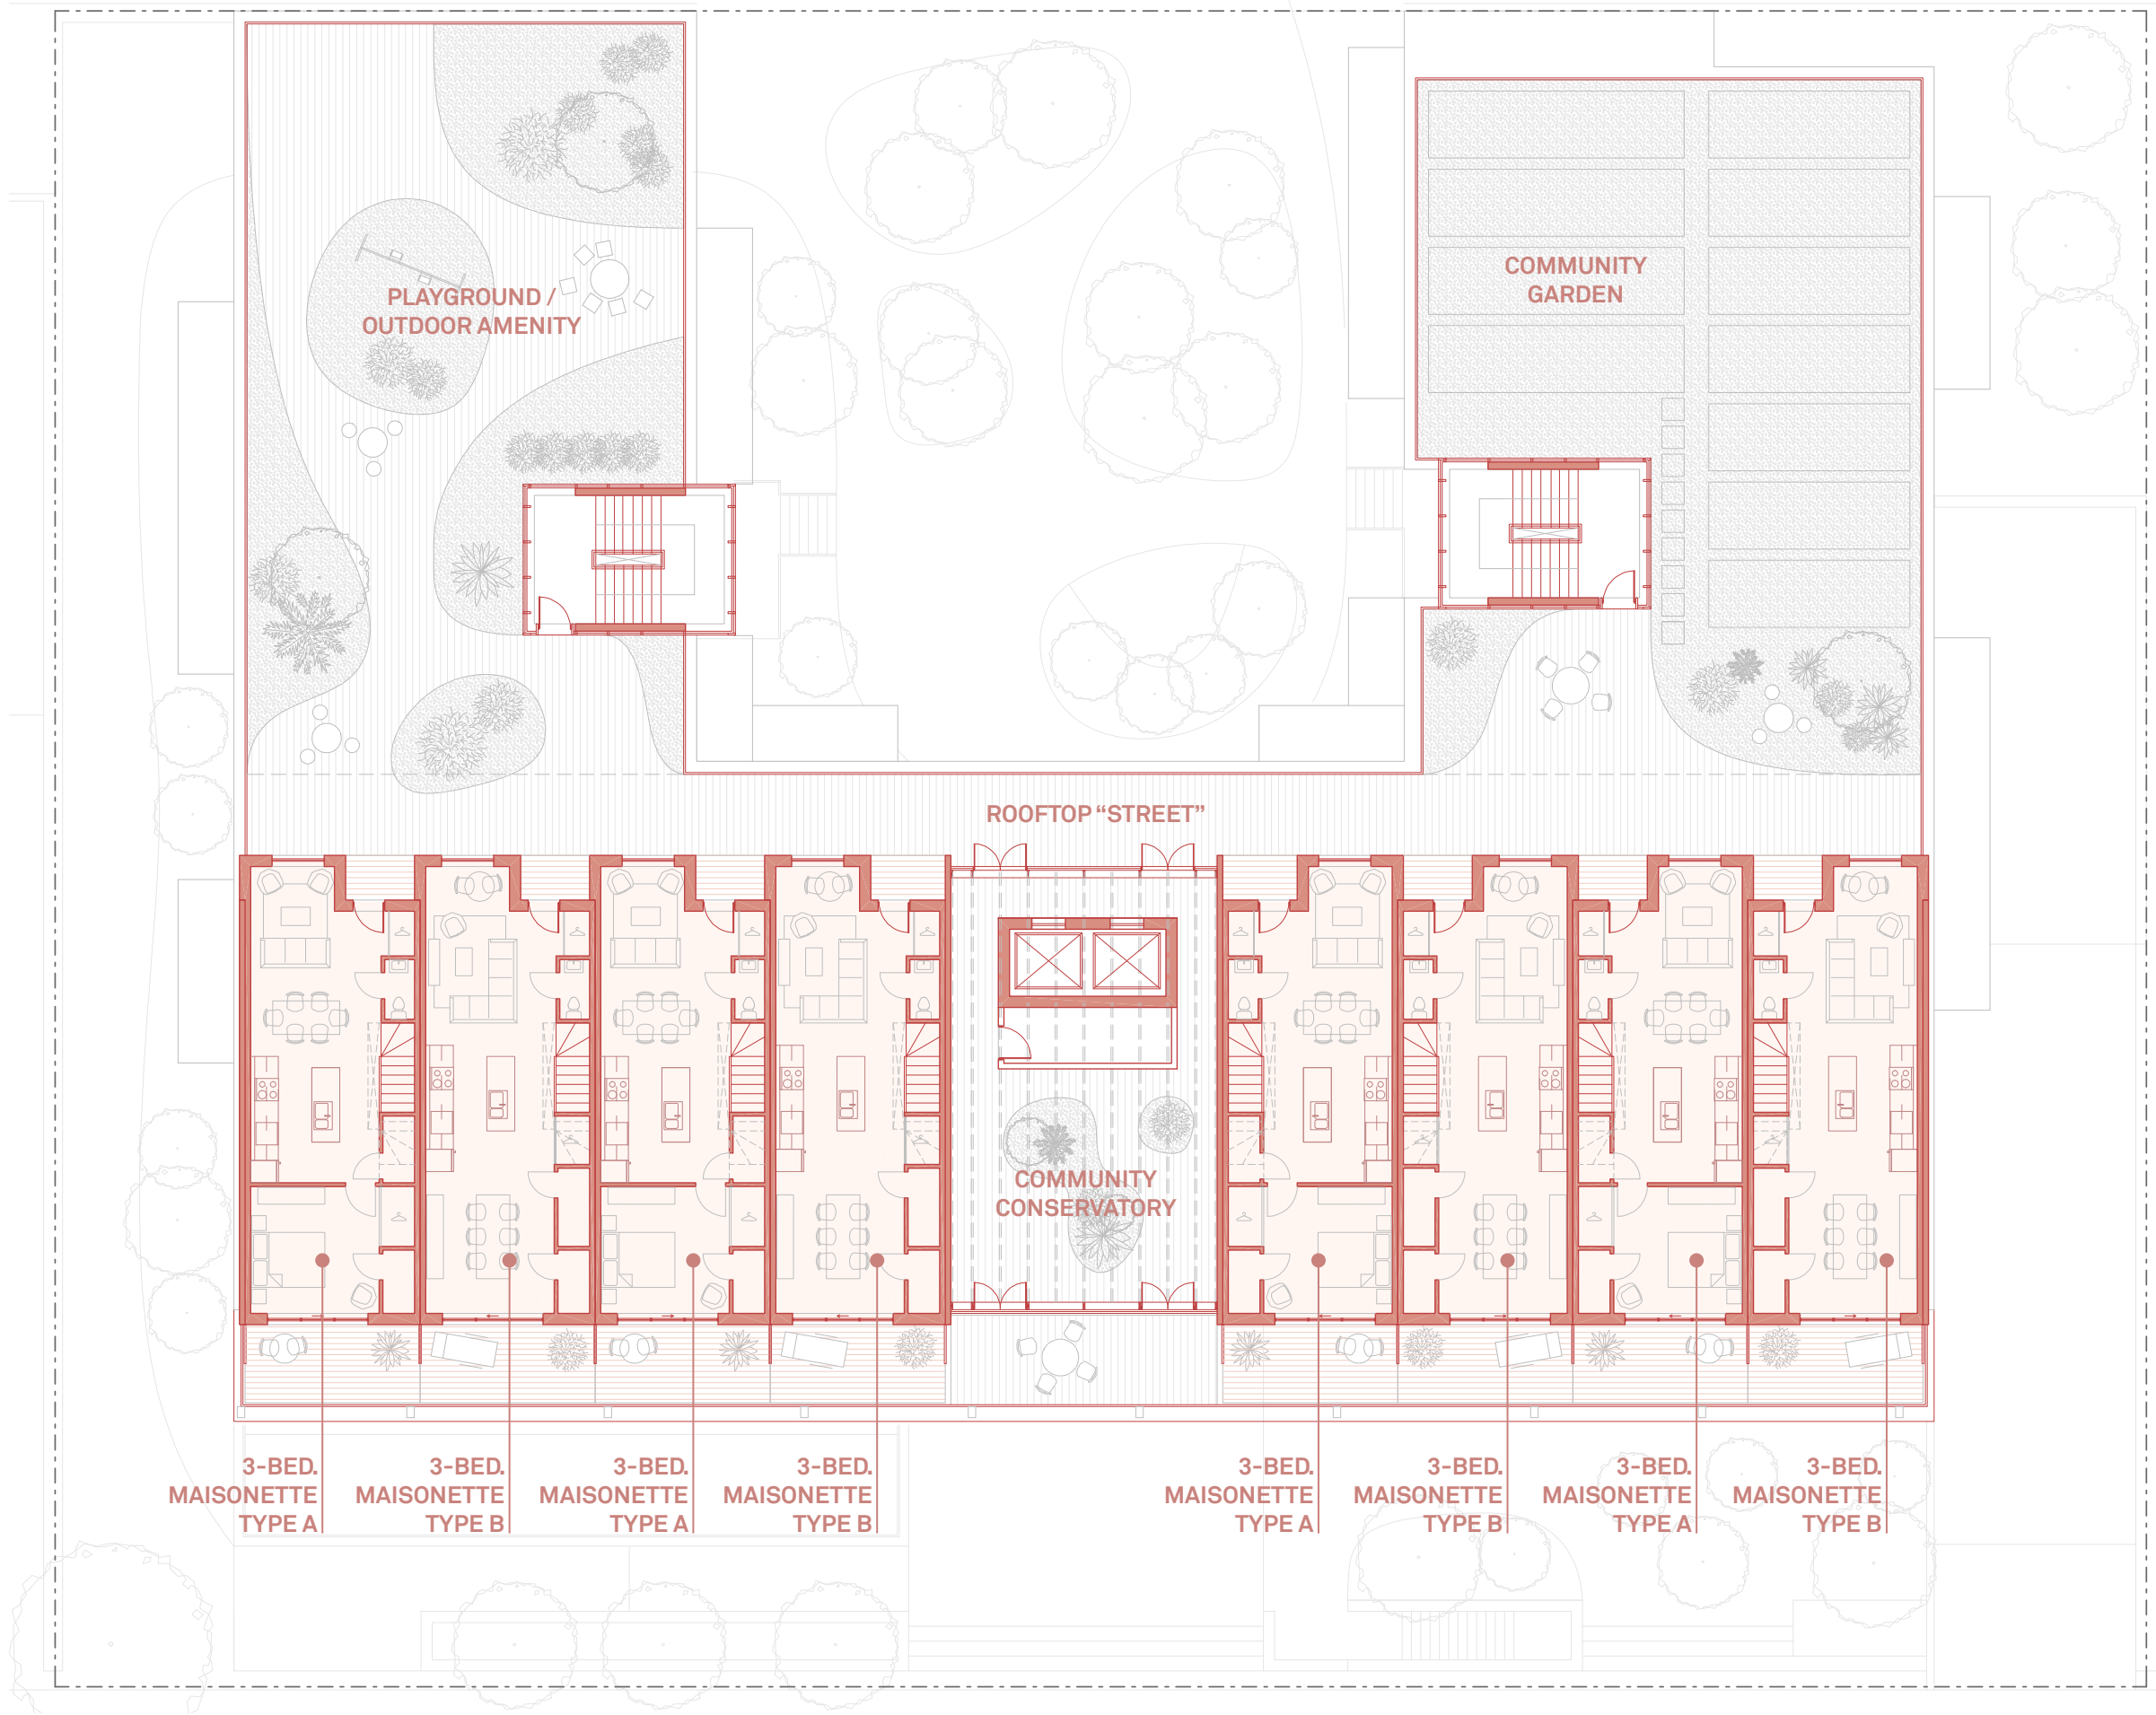 PLAYGROUND /
OUTDOOR AMENITY
COMMUNITY
GARDEN
ROOFTOP “STREET”
COMMUNITY
CONSERVATORY
3-BED.
MAISONETTE
TYPE A
3-BED.
MAISONETTE
TYPE B
3-BED.
MAISONETTE
TYPE A
3-BED.
MAISONETTE
TYPE B
3-BED.
MAISONETTE
TYPE A
3-BED.
MAISONETTE
TYPE B
3-BED.
MAISONETTE
TYPE A
3-BED.
MAISONETTE
TYPE B